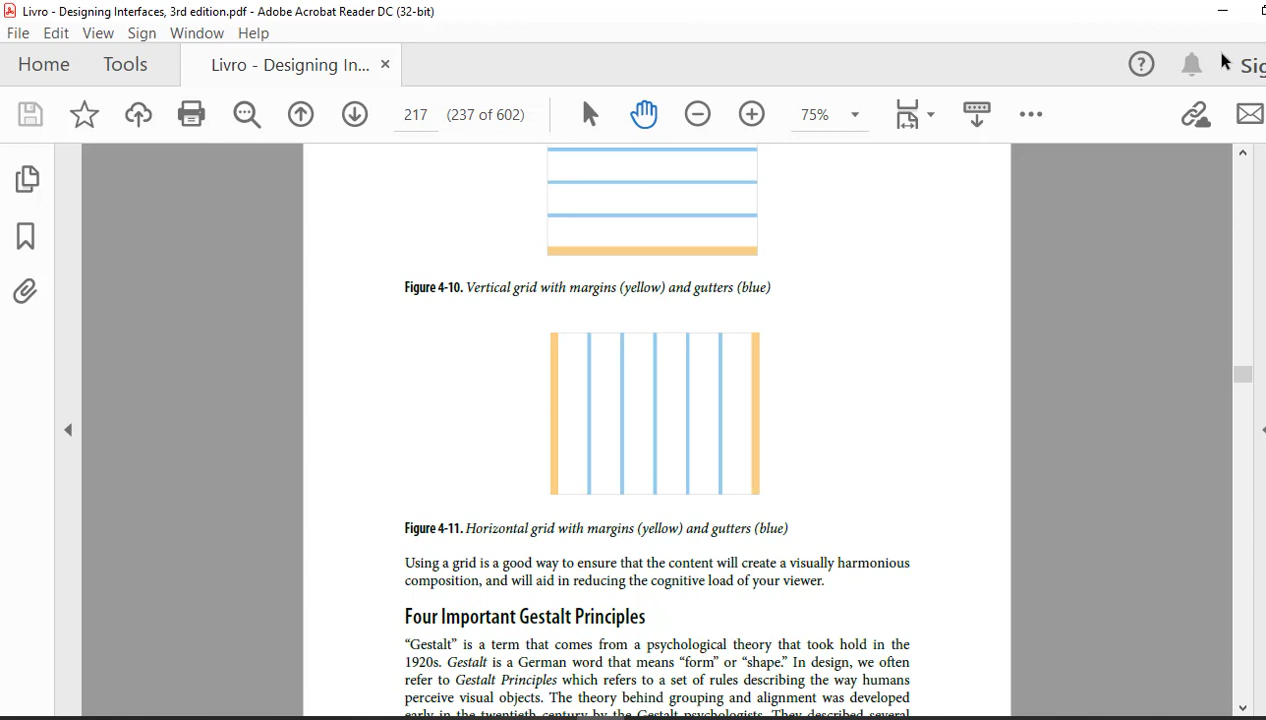 Livro - Designing Interfaces, 3rd edition.pdf - Adobe Acrobat Reader DC (32-bit)
File Edit View Sign Window Help
Home Tools Livro - Designing In... ×
Sig
217 (237 of 602) 75%
Figure 4-10. Vertical grid with margins (yellow) and gutters (blue)
Figure 4-11. Horizontal grid with margins (yellow) and gutters (blue)
Using a grid is a good way to ensure that the content will create a visually harmonious
composition, and will aid in reducing the cognitive load of your viewer.
Four Important Gestalt Principles
“Gestalt” is a term that comes from a psychological theory that took hold in the
1920s. Gestalt is a German word that means “form” or “shape.” In design, we often
refer to Gestalt Principles which refers to a set of rules describing the way humans
perceive visual objects. The theory behind grouping and alignment was developed
early in the twentieth century by the Gestalt psychologists. They described several